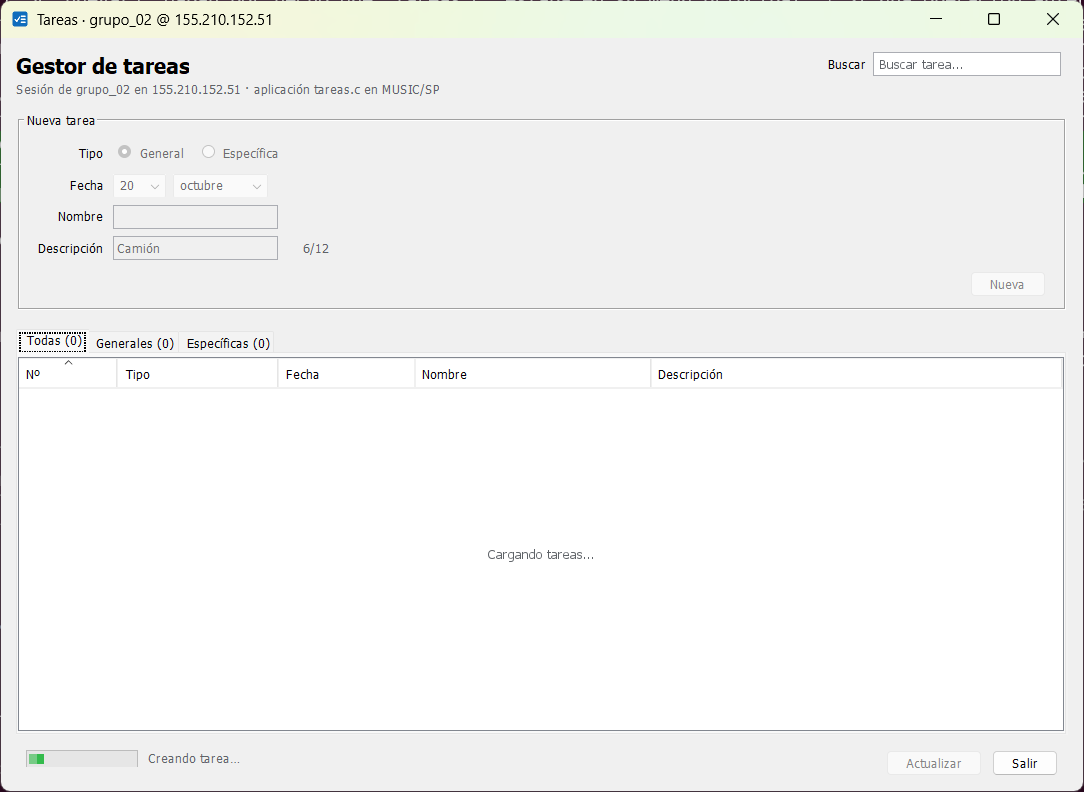 Tareas · grupo_02 @ 155.210.152.51
Gestor de tareas
Buscar Buscar tarea...
Sesión de grupo_02 en 155.210.152.51 · aplicación tareas.c en MUSIC/SP
Nueva tarea
Tipo General Específica
Fecha 20 octubre
Nombre
Descripción Camión 6/12
Nueva
Todas (0) Generales (0) Específicas (0)
Nº Tipo Fecha Nombre Descripción
Cargando tareas...
Creando tarea...
Actualizar Salir